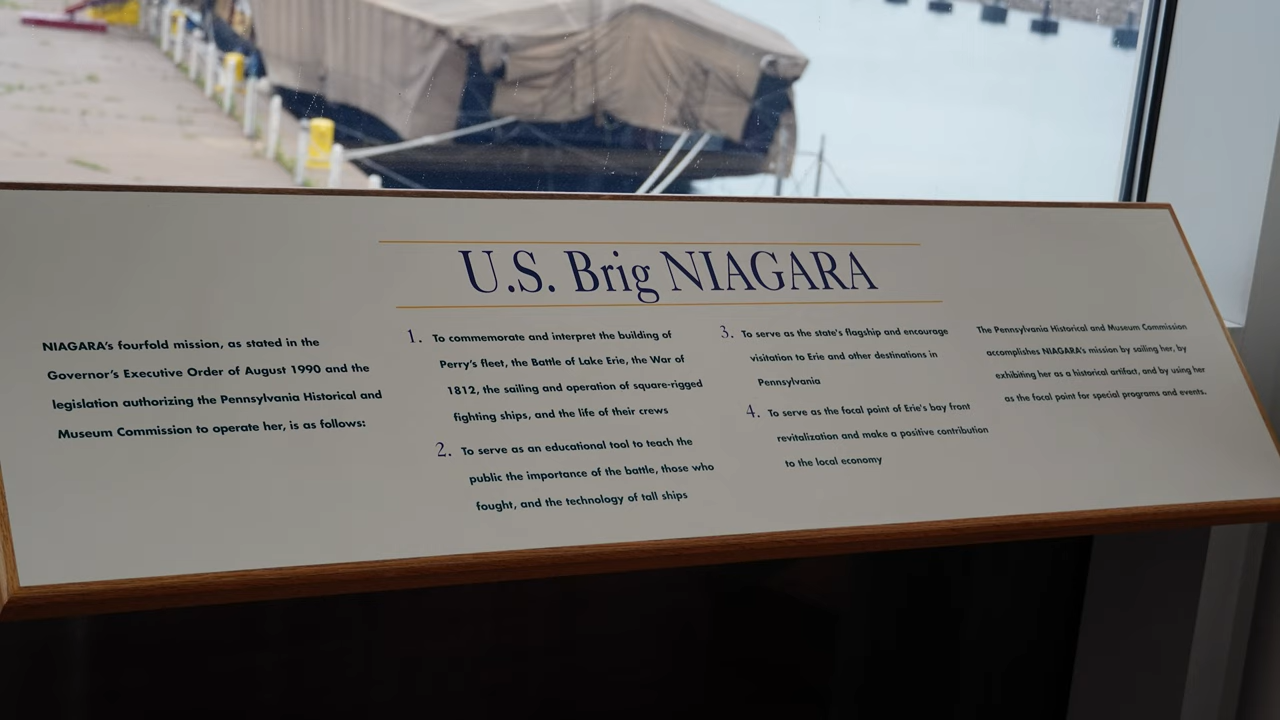 U.S. Brig NIAGARA
NIAGARA's fourfold mission, as stated in the
Governor's Executive Order of August 1990 and the
legislation authorizing the Pennsylvania Historical and
Museum Commission to operate her, is as follows:
1. To commemorate and interpret the building of
Perry's fleet, the Battle of Lake Erie, the War of
1812, the sailing and operation of square-rigged
fighting ships, and the life of their crews
2. To serve as an educational tool to teach the
public the importance of the battle, those who
fought, and the technology of tall ships
3. To serve as the state's flagship and encourage
visitation to Erie and other destinations in
Pennsylvania
4. To serve as the focal point of Erie's bay front
revitalization and make a positive contribution
to the local economy
The Pennsylvania Historical and Museum Commission
accomplishes NIAGARA's mission by sailing her, by
exhibiting her as a historical artifact, and by using her
as the focal point for special programs and events.